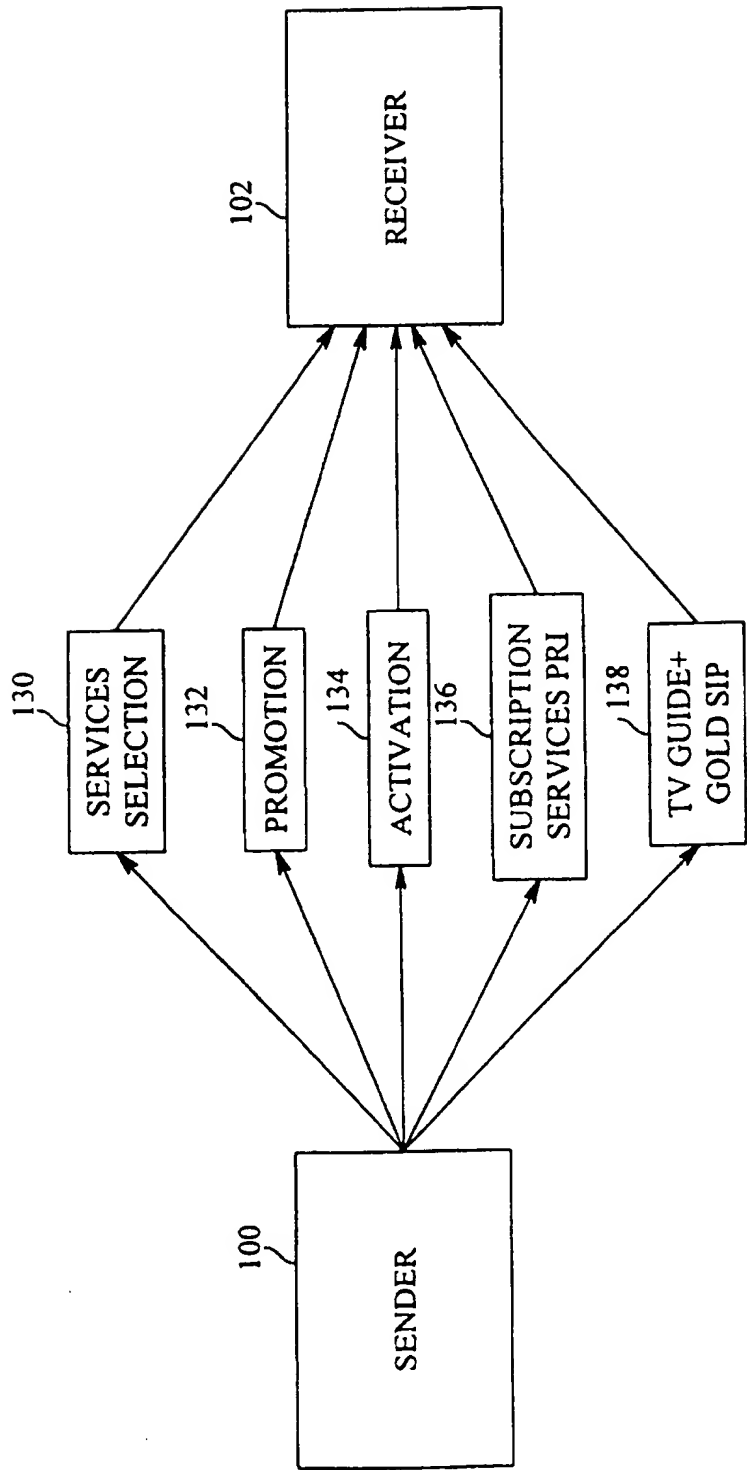 100
SENDER
130
SERVICES
SELECTION
132
PROMOTION
134
ACTIVATION
136
SUBSCRIPTION
SERVICES PRI
138
TV GUIDE+
GOLD SIP
102
RECEIVER